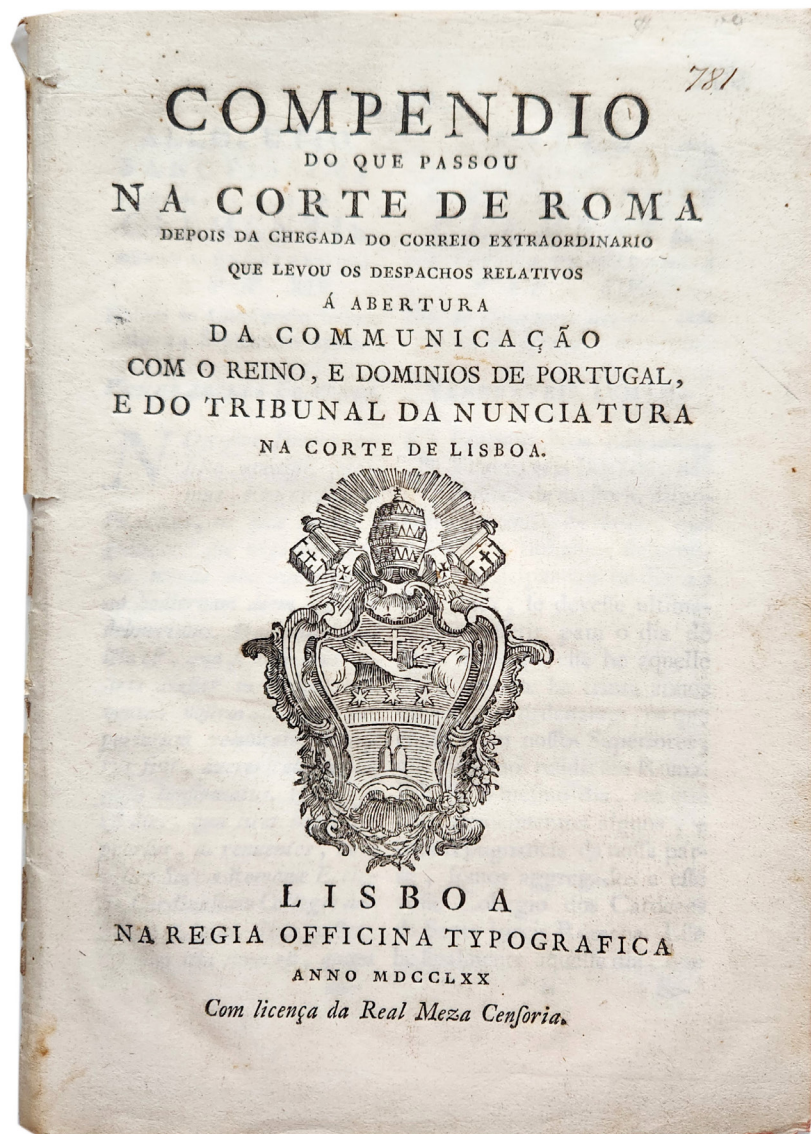 781
COMPENDIO
DO QUE PASSOU
NA CORTE DE ROMA
DEPOIS DA CHEGADA DO CORREIO EXTRAORDINARIO
QUE LEVOU OS DESPACHOS RELATIVOS
Á ABERTURA
DA COMMUNICAÇÃO
COM O REINO, E DOMINIOS DE PORTUGAL,
E DO TRIBUNAL DA NUNCIATURA
NA CORTE DE LISBOA.
LISBOA
NA REGIA OFFICINA TYPOGRAFICA
ANNO MDCCLXX
Com licença da Real Meza Cenſoria.